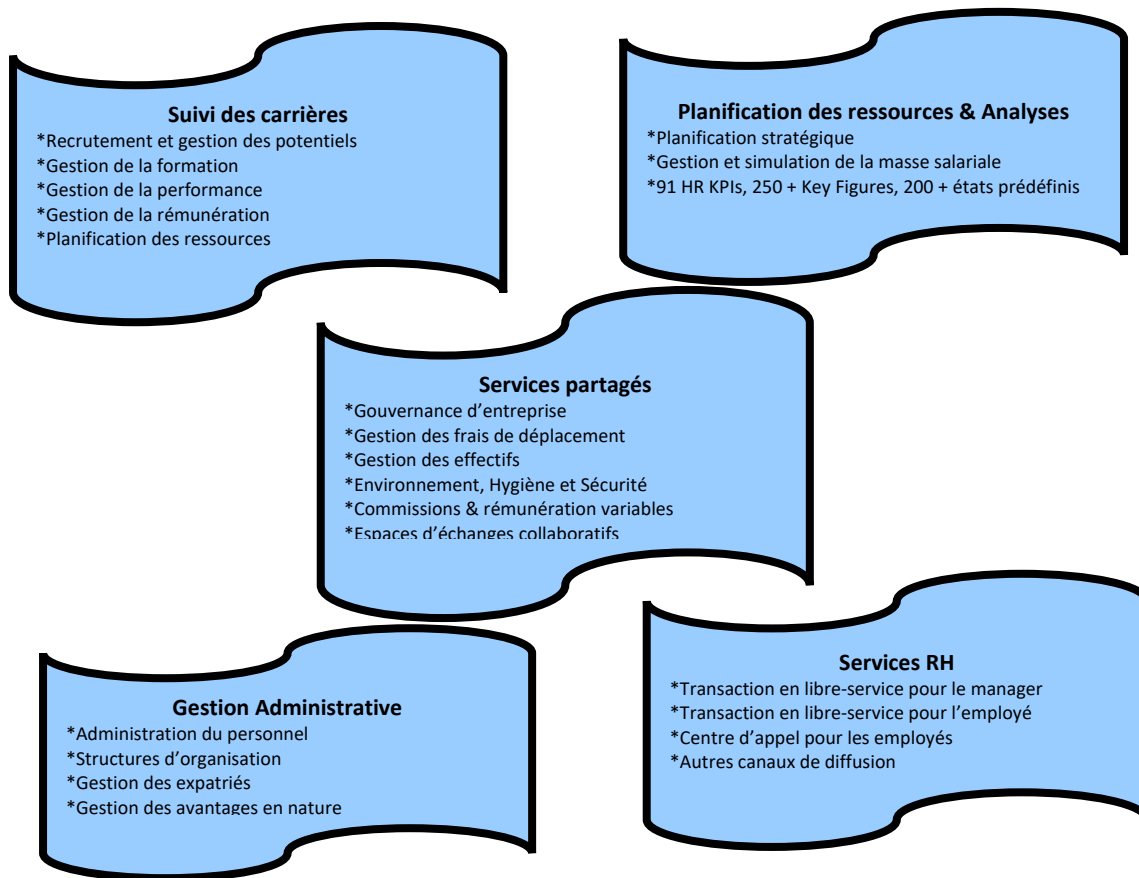 Suivi des carrières
*Recrutement et gestion des potentiels
*Gestion de la formation
*Gestion de la performance
*Gestion de la rémunération
*Planification des ressources
Planification des ressources & Analyses
*Planification stratégique
*Gestion et simulation de la masse salariale
*91 HR KPIs, 250 + Key Figures, 200 + états prédéfinis
Services partagés
*Gouvernance d’entreprise
*Gestion des frais de déplacement
*Gestion des effectifs
*Environnement, Hygiène et Sécurité
*Commissions & rémunération variables
*Espaces d’échanges collaboratifs
Gestion Administrative
*Administration du personnel
*Structures d’organisation
*Gestion des expatriés
*Gestion des avantages en nature
Services RH
*Transaction en libre-service pour le manager
*Transaction en libre-service pour l’employé
*Centre d’appel pour les employés
*Autres canaux de diffusion